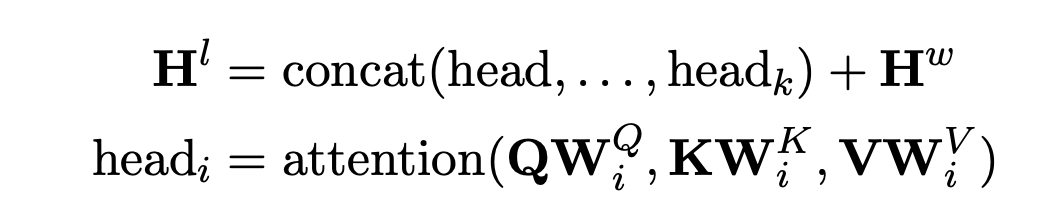 H^l = concat(head, . . . , head_k) + H^w
head_i = attention(QW_i^Q, KW_i^K, VW_i^V)